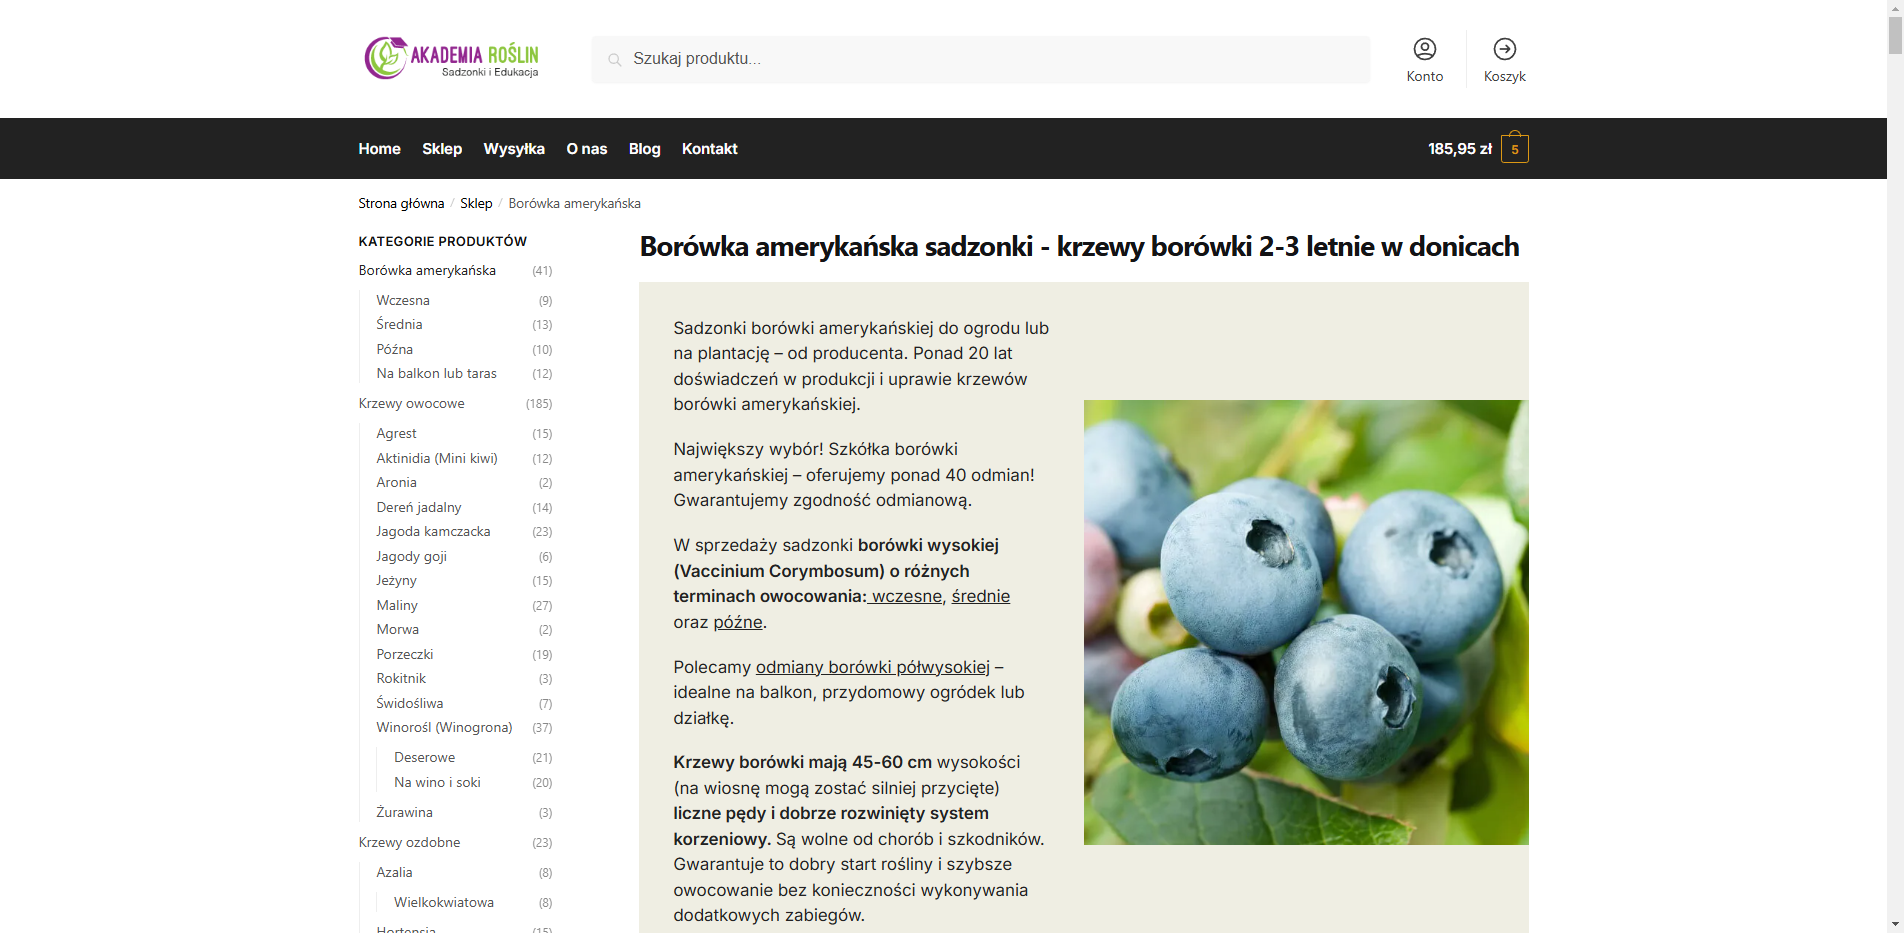 AKADEMIA ROŚLIN
Sadzonki i Edukacja
Szukaj produktu...
Konto
Koszyk
Home Sklep Wysyłka O nas Blog Kontakt
185,95 zł 5
Strona główna / Sklep / Borówka amerykańska
KATEGORIE PRODUKTÓW
Borówka amerykańska (41)
Wczesna (9)
Średnia (13)
Późna (10)
Na balkon lub taras (12)
Krzewy owocowe (185)
Agrest (15)
Aktinidia (Mini kiwi) (12)
Aronia (2)
Dereń jadalny (14)
Jagoda kamczacka (23)
Jagody goji (6)
Jeżyny (15)
Maliny (27)
Morwa (2)
Porzeczki (19)
Rokitnik (3)
Świdośliwa (7)
Winorośl (Winogrona) (37)
Deserowe (21)
Na wino i soki (20)
Żurawina (3)
Krzewy ozdobne (23)
Azalia (8)
Wielkokwiatowa (8)
Hortensja (15)
Borówka amerykańska sadzonki - krzewy borówki 2-3 letnie w donicach
Sadzonki borówki amerykańskiej do ogrodu lub
na plantację – od producenta. Ponad 20 lat
doświadczeń w produkcji i uprawie krzewów
borówki amerykańskiej.
Największy wybór! Szkółka borówki
amerykańskiej – oferujemy ponad 40 odmian!
Gwarantujemy zgodność odmianową.
W sprzedaży sadzonki borówki wysokiej
(Vaccinium Corymbosum) o różnych
terminach owocowania: wczesne, średnie
oraz późne.
Polecamy odmiany borówki półwysokiej –
idealne na balkon, przydomowy ogródek lub
działkę.
Krzewy borówki mają 45-60 cm wysokości
(na wiosnę mogą zostać silniej przycięte)
liczne pędy i dobrze rozwinięty system
korzeniowy. Są wolne od chorób i szkodników.
Gwarantuje to dobry start rośliny i szybsze
owocowanie bez konieczności wykonywania
dodatkowych zabiegów.